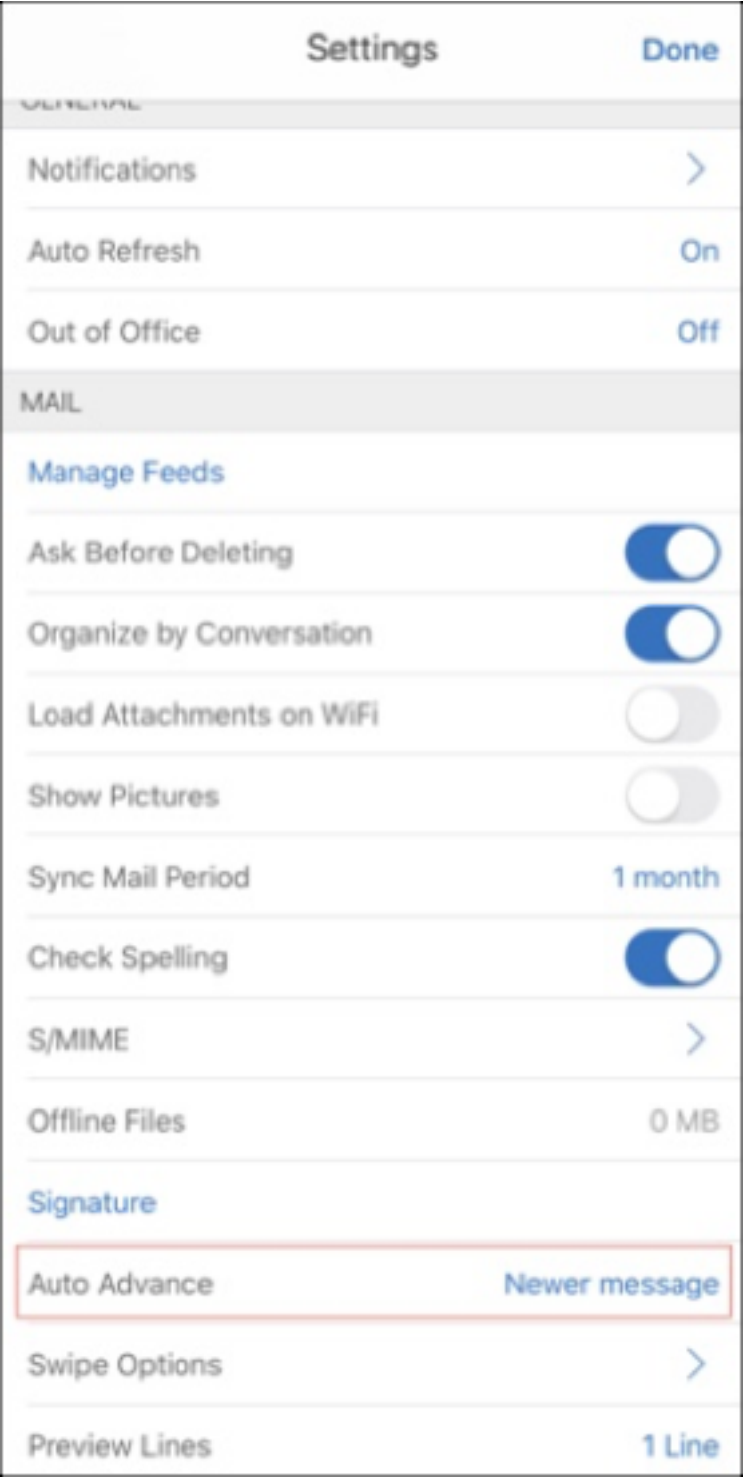 Settings Done
GENERAL
Notifications
Auto Refresh On
Out of Office Off
MAIL
Manage Feeds
Ask Before Deleting
Organize by Conversation
Load Attachments on WiFi
Show Pictures
Sync Mail Period 1 month
Check Spelling
S/MIME
Offline Files 0 MB
Signature
Auto Advance Newer message
Swipe Options
Preview Lines 1 Line